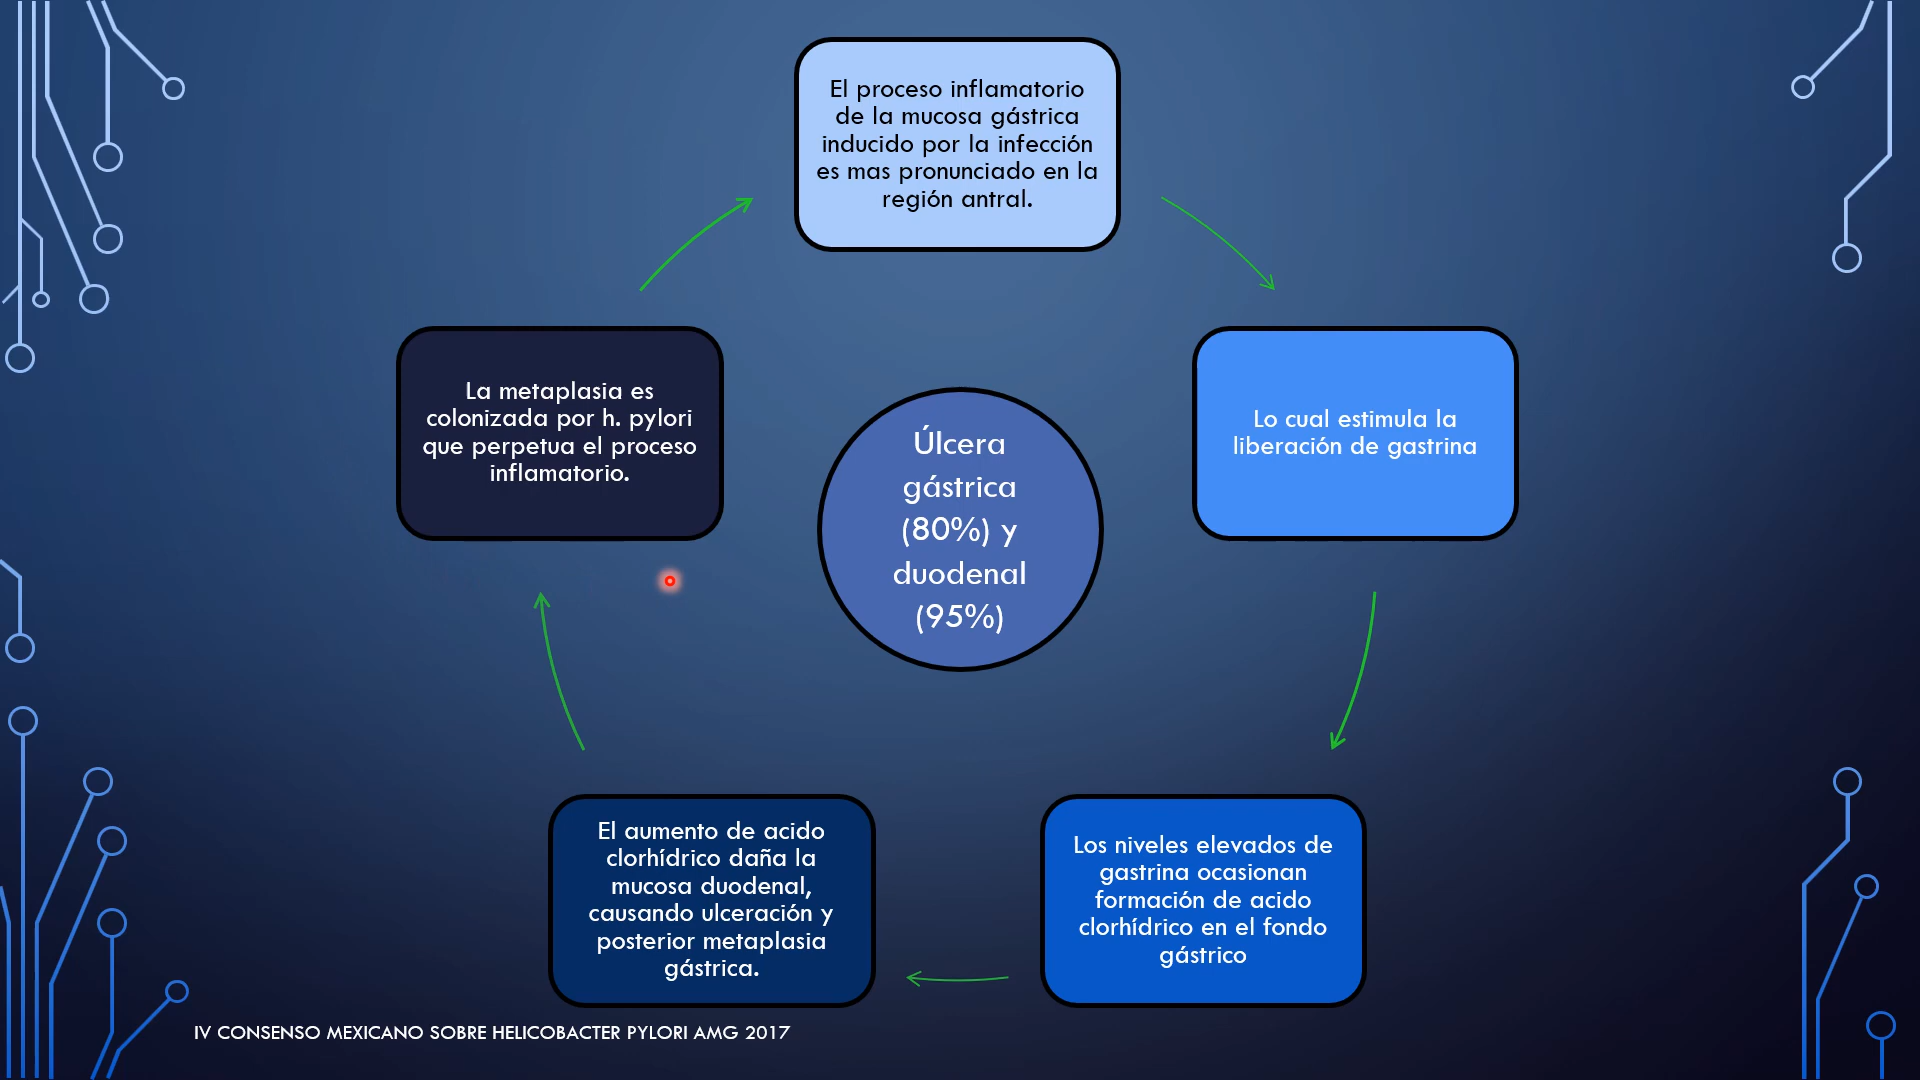 El proceso inflamatorio
de la mucosa gástrica
inducido por la infección
es mas pronunciado en la
región antral.
Lo cual estimula la
liberación de gastrina
Los niveles elevados de
gastrina ocasionan
formación de acido
clorhídrico en el fondo
gástrico
El aumento de acido
clorhídrico daña la
mucosa duodenal,
causando ulceración y
posterior metaplasia
gástrica.
La metaplasia es
colonizada por h. pylori
que perpetua el proceso
inflamatorio.
Úlcera
gástrica
(80%) y
duodenal
(95%)
IV CONSENSO MEXICANO SOBRE HELICOBACTER PYLORI AMG 2017